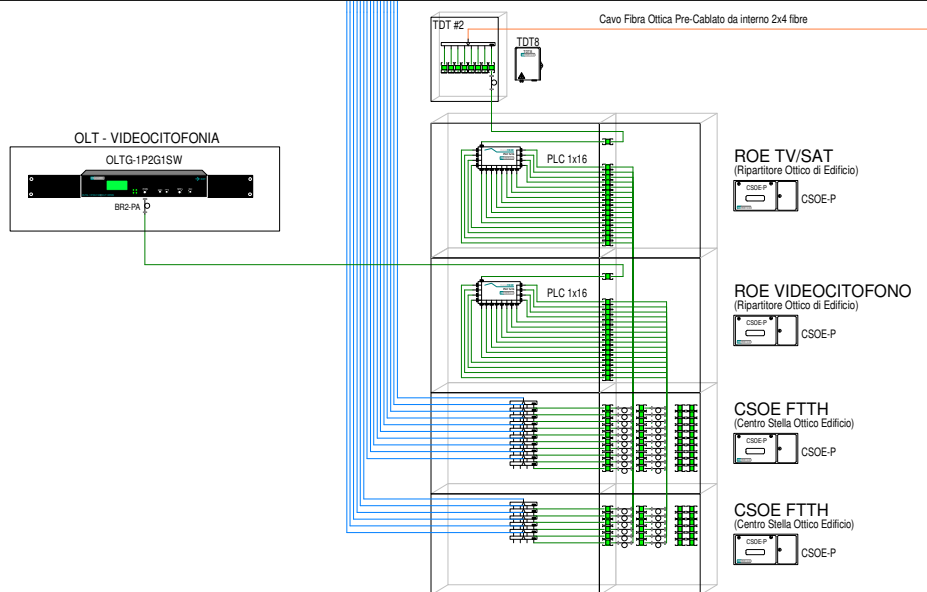 Cavo Fibra Ottica Pre-Cablato da interno 2x4 fibre
TDT #2
TDT8
OLT - VIDEOCITOFONIA
OLTG-1P2G1SW
BR2-PA
PLC 1x16
ROE TV/SAT
(Ripartitore Ottico di Edificio)
CSOE-P
CSOE-P
PLC 1x16
ROE VIDEOCITOFONO
(Ripartitore Ottico di Edificio)
CSOE-P
CSOE-P
CSOE FTTH
(Centro Stella Ottico Edificio)
CSOE-P
CSOE-P
CSOE FTTH
(Centro Stella Ottico Edificio)
CSOE-P
CSOE-P